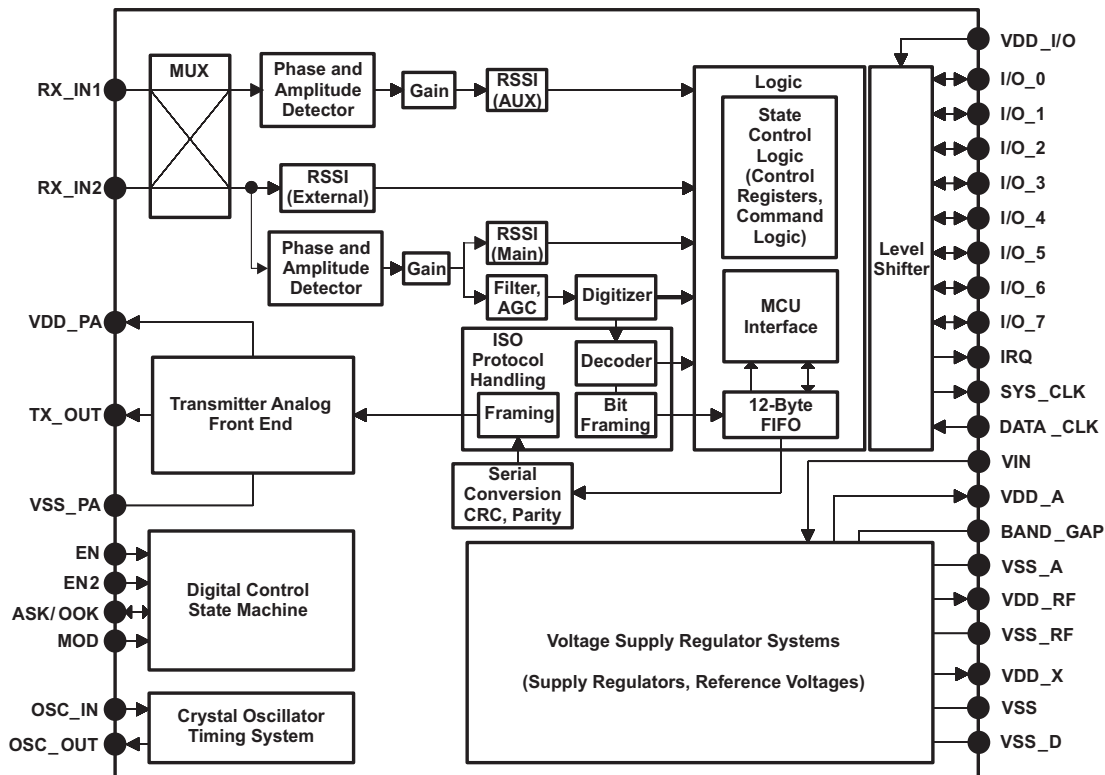 RX_IN1
RX_IN2
VDD_PA
TX_OUT
VSS_PA
EN
EN2
ASK/OOK
MOD
OSC_IN
OSC_OUT
MUX
Phase and
Amplitude
Detector
Gain
RSSI
(AUX)
RSSI
(External)
Phase and
Amplitude
Detector
Gain
RSSI
(Main)
Filter,
AGC
Digitizer
ISO
Protocol
Handling
Decoder
Framing
Bit
Framing
Serial
Conversion
CRC, Parity
Transmitter Analog
Front End
Digital Control
State Machine
Crystal Oscillator
Timing System
Logic
State
Control
Logic
(Control
Registers,
Command
Logic)
MCU
Interface
12-Byte
FIFO
Level
Shifter
Voltage Supply Regulator Systems
(Supply Regulators, Reference Voltages)
VDD_I/O
I/O_0
I/O_1
I/O_2
I/O_3
I/O_4
I/O_5
I/O_6
I/O_7
IRQ
SYS_CLK
DATA_CLK
VIN
VDD_A
BAND_GAP
VSS_A
VDD_RF
VSS_RF
VDD_X
VSS
VSS_D